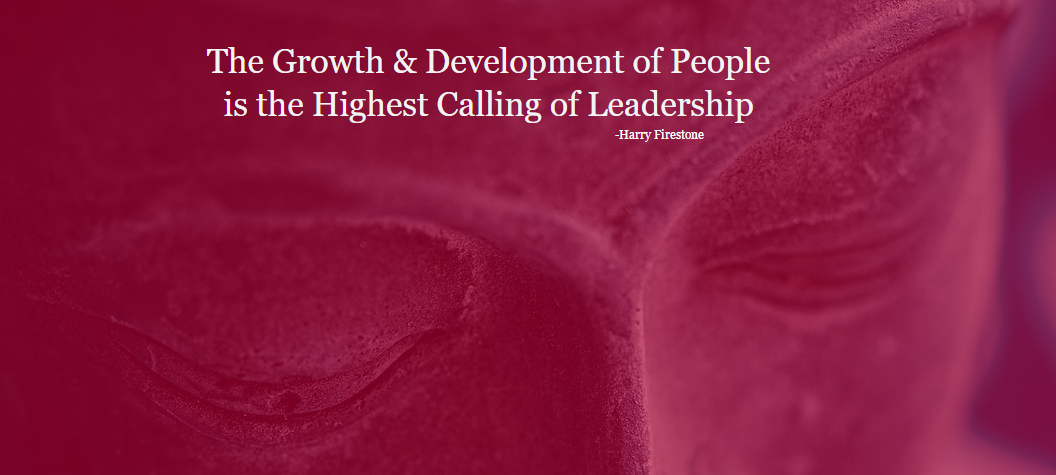 The Growth & Development of People
is the Highest Calling of Leadership
-Harry Firestone